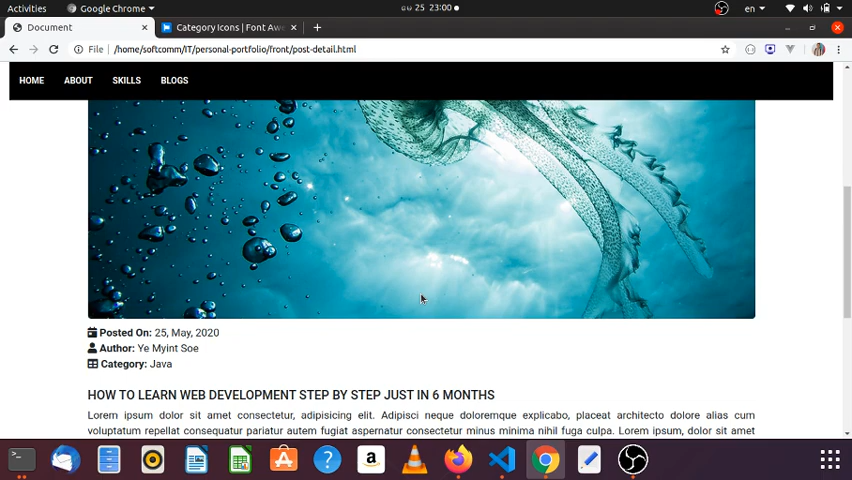 Activities
Google Chrome
25 23:00
en
Document
Category Icons | Font Awe
File /home/softcomm/IT/personal-portfolio/front/post-detail.html
HOME ABOUT SKILLS BLOGS
Posted On: 25, May, 2020
Author: Ye Myint Soe
Category: Java
HOW TO LEARN WEB DEVELOPMENT STEP BY STEP JUST IN 6 MONTHS
Lorem ipsum dolor sit amet consectetur, adipisicing elit. Adipisci neque doloremque explicabo, placeat architecto dolore alias cum
voluptatum repellat consequatur pariatur autem fugiat aspernatur consectetur minus minima nihil fuga culpa. Lorem ipsum, dolor sit amet